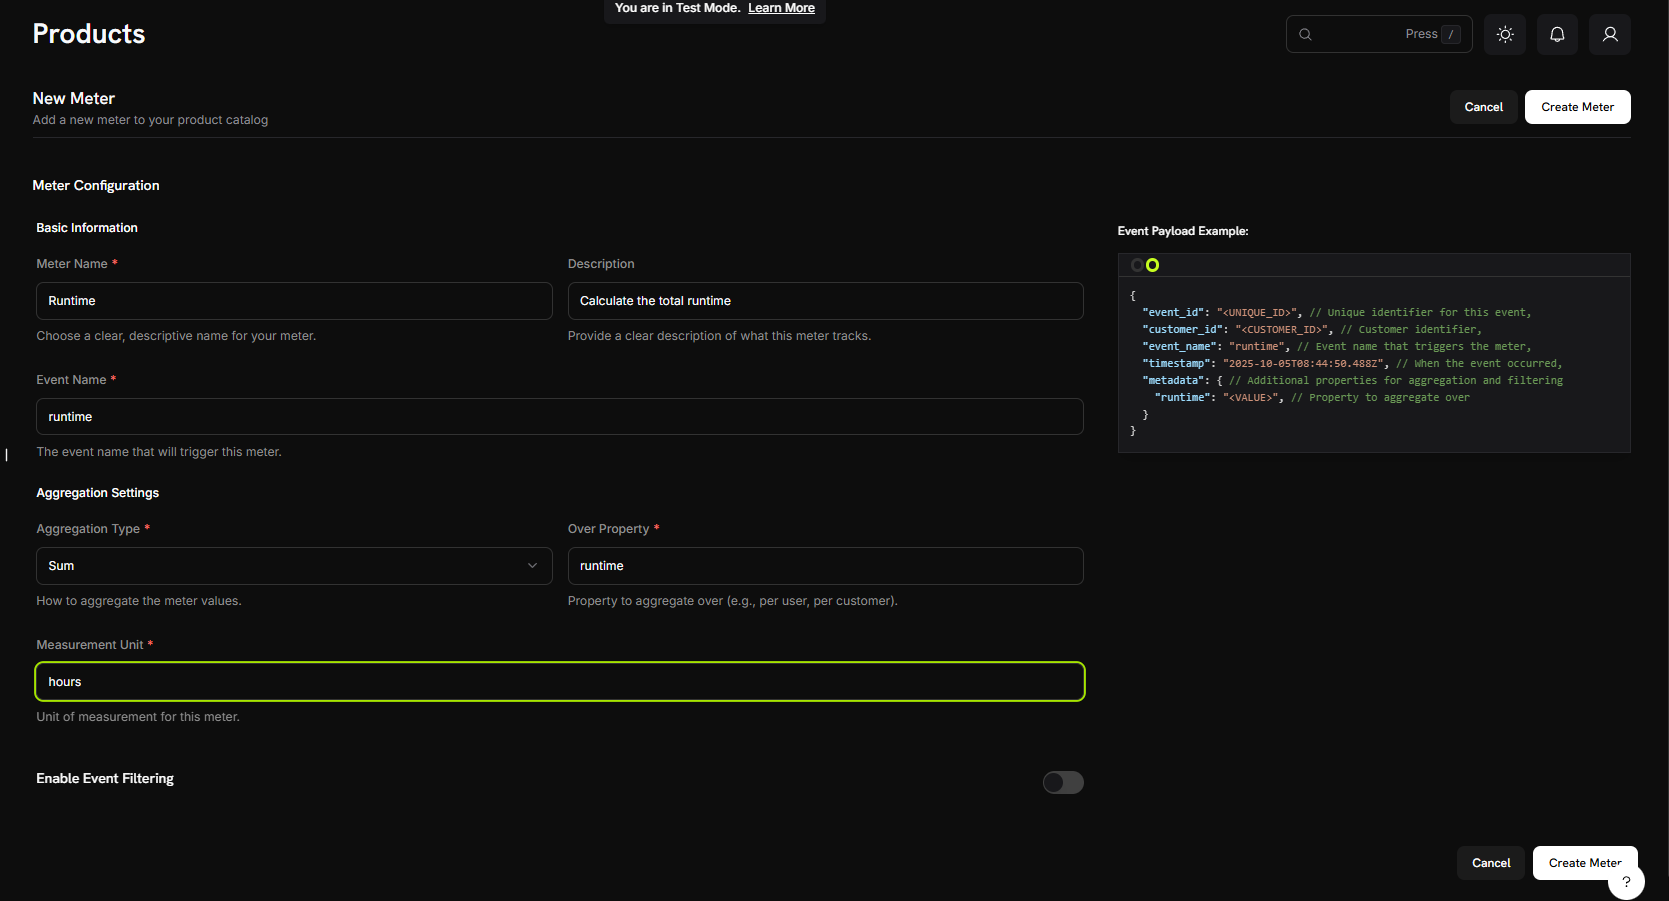 You are in Test Mode. Learn More
Products
Press /
New Meter
Add a new meter to your product catalog
Cancel
Create Meter
Meter Configuration
Basic Information
Meter Name *
Description
Runtime
Calculate the total runtime
Choose a clear, descriptive name for your meter.
Provide a clear description of what this meter tracks.
Event Name *
runtime
The event name that will trigger this meter.
Aggregation Settings
Aggregation Type *
Over Property *
Sum
runtime
How to aggregate the meter values.
Property to aggregate over (e.g., per user, per customer).
Measurement Unit *
hours
Unit of measurement for this meter.
Enable Event Filtering
Event Payload Example:
{
"event_id": "<UNIQUE_ID>", // Unique identifier for this event,
"customer_id": "<CUSTOMER_ID>", // Customer identifier,
"event_name": "runtime", // Event name that triggers the meter,
"timestamp": "2025-10-05T08:44:50.488Z", // When the event occurred,
"metadata": { // Additional properties for aggregation and filtering
"runtime": "<VALUE>", // Property to aggregate over
}
}
Cancel
Create Meter
?